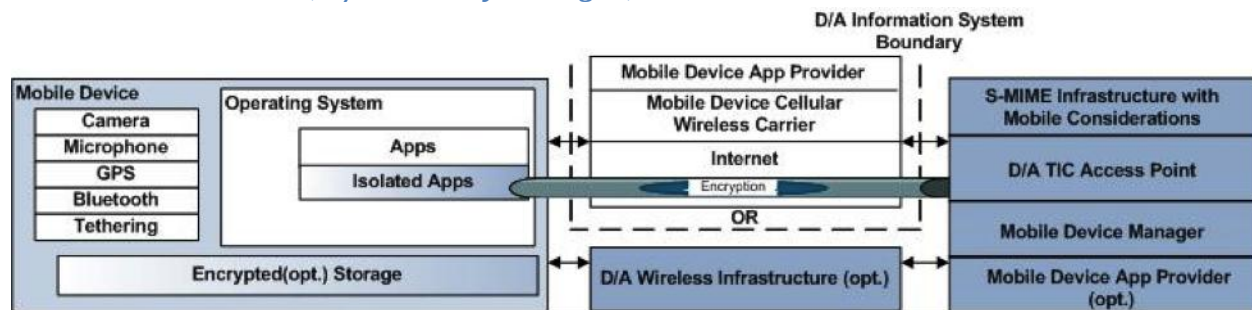 D/A Information System
Boundary
Mobile Device
Camera
Microphone
GPS
Bluetooth
Tethering
Operating System
Apps
Isolated Apps
Encrypted(opt.) Storage
Mobile Device App Provider
Mobile Device Cellular
Wireless Carrier
Internet
Encryption
OR
D/A Wireless Infrastructure (opt.)
S-MIME Infrastructure with
Mobile Considerations
D/A TIC Access Point
Mobile Device Manager
Mobile Device App Provider
(opt.)